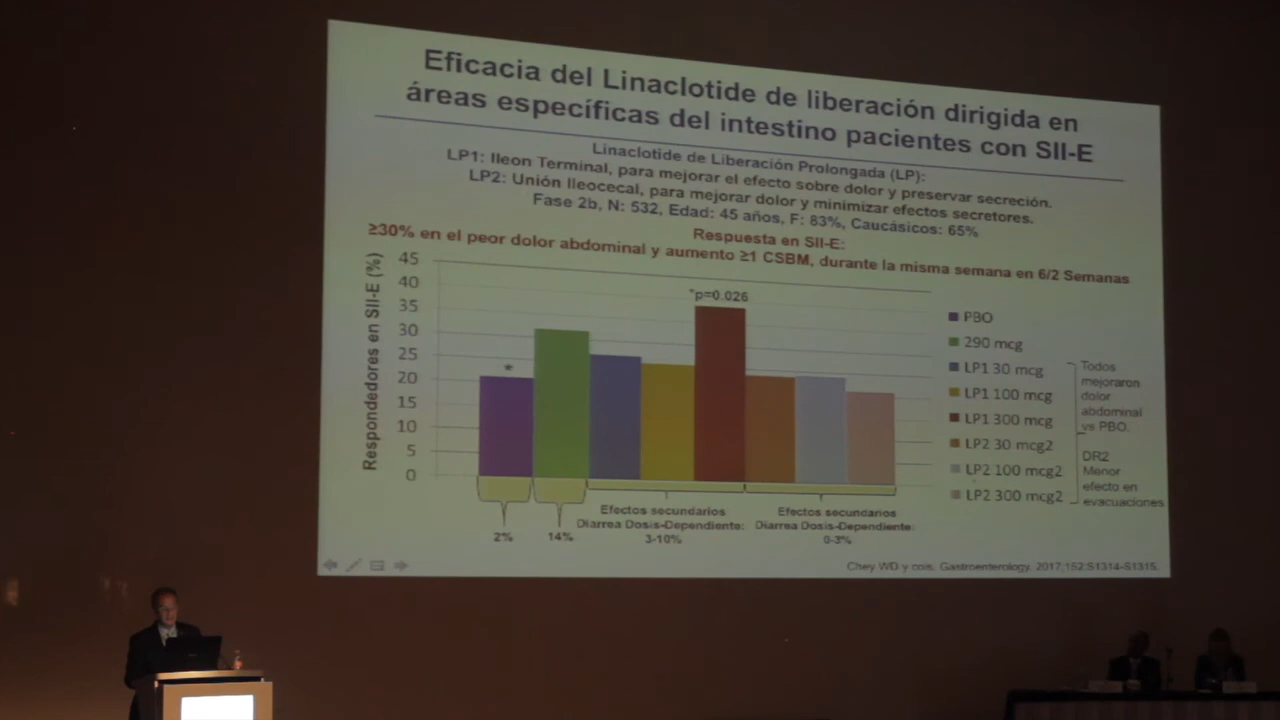 Eficacia del Linaclotide de liberación dirigida en
áreas específicas del intestino pacientes con SII-E
Linaclotide de Liberación Prolongada (LP):
LP1: Ileon Terminal, para mejorar el efecto sobre dolor y preservar secreción.
LP2: Unión Ileocecal, para mejorar dolor y minimizar efectos secretores.
Fase 2b, N: 532, Edad: 45 años, F: 83%, Caucásicos: 65%
Respuesta en SII-E:
≥30% en el peor dolor abdominal y aumento ≥1 CSBM, durante la misma semana en 6/2 Semanas
Respondedores en SII-E (%)
45
40
35
30
25
20
15
10
5
0
*
*p=0.026
PBO
290 mcg
LP1 30 mcg
LP1 100 mcg
LP1 300 mcg
LP2 30 mcg2
LP2 100 mcg2
LP2 300 mcg2
Todos
mejoraron
dolor
abdominal
vs PBO.
DR2
Menor
efecto en
evacuaciones
2%
14%
Efectos secundarios
Diarrea Dosis-Dependiente:
3-10%
Efectos secundarios
Diarrea Dosis-Dependiente:
0-3%
Chey WD y cols. Gastroenterology. 2017;152:S1314-S1315.